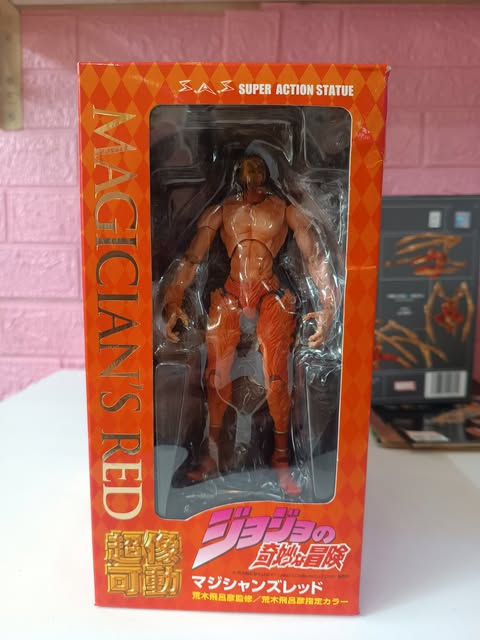 SAS SUPER ACTION STATUE
MAGICIAN'S RED
超像
可動
ジョジョの
奇妙な冒険
マジシャンズレッド
荒木飛呂彦監修/荒木飛呂彦指定カラー
MARVEL